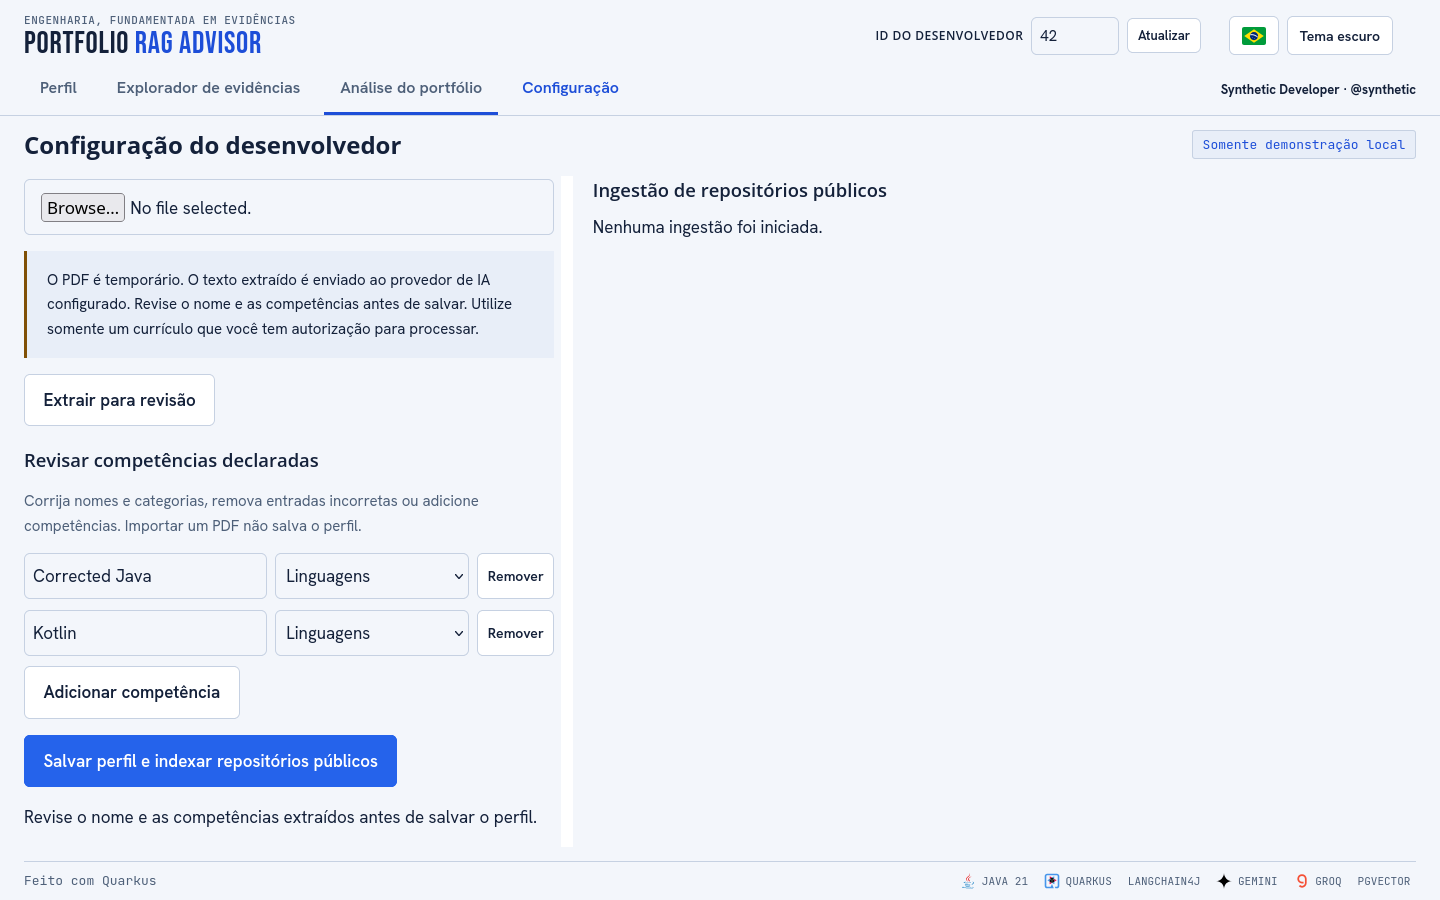 ENGENHARIA, FUNDAMENTADA EM EVIDÊNCIAS
PORTFOLIO RAG ADVISOR
ID DO DESENVOLVEDOR
42
Atualizar
Tema escuro
Perfil
Explorador de evidências
Análise do portfólio
Configuração
Synthetic Developer · @synthetic
Configuração do desenvolvedor
Somente demonstração local
Browse... No file selected.
O PDF é temporário. O texto extraído é enviado ao provedor de IA
configurado. Revise o nome e as competências antes de salvar. Utilize
somente um currículo que você tem autorização para processar.
Extrair para revisão
Revisar competências declaradas
Corrija nomes e categorias, remova entradas incorretas ou adicione
competências. Importar um PDF não salva o perfil.
Corrected Java
Linguagens
Remover
Kotlin
Linguagens
Remover
Adicionar competência
Salvar perfil e indexar repositórios públicos
Revise o nome e as competências extraídos antes de salvar o perfil.
Ingestão de repositórios públicos
Nenhuma ingestão foi iniciada.
Feito com Quarkus
JAVA 21
QUARKUS
LANGCHAIN4J
GEMINI
GROQ
PGVECTOR